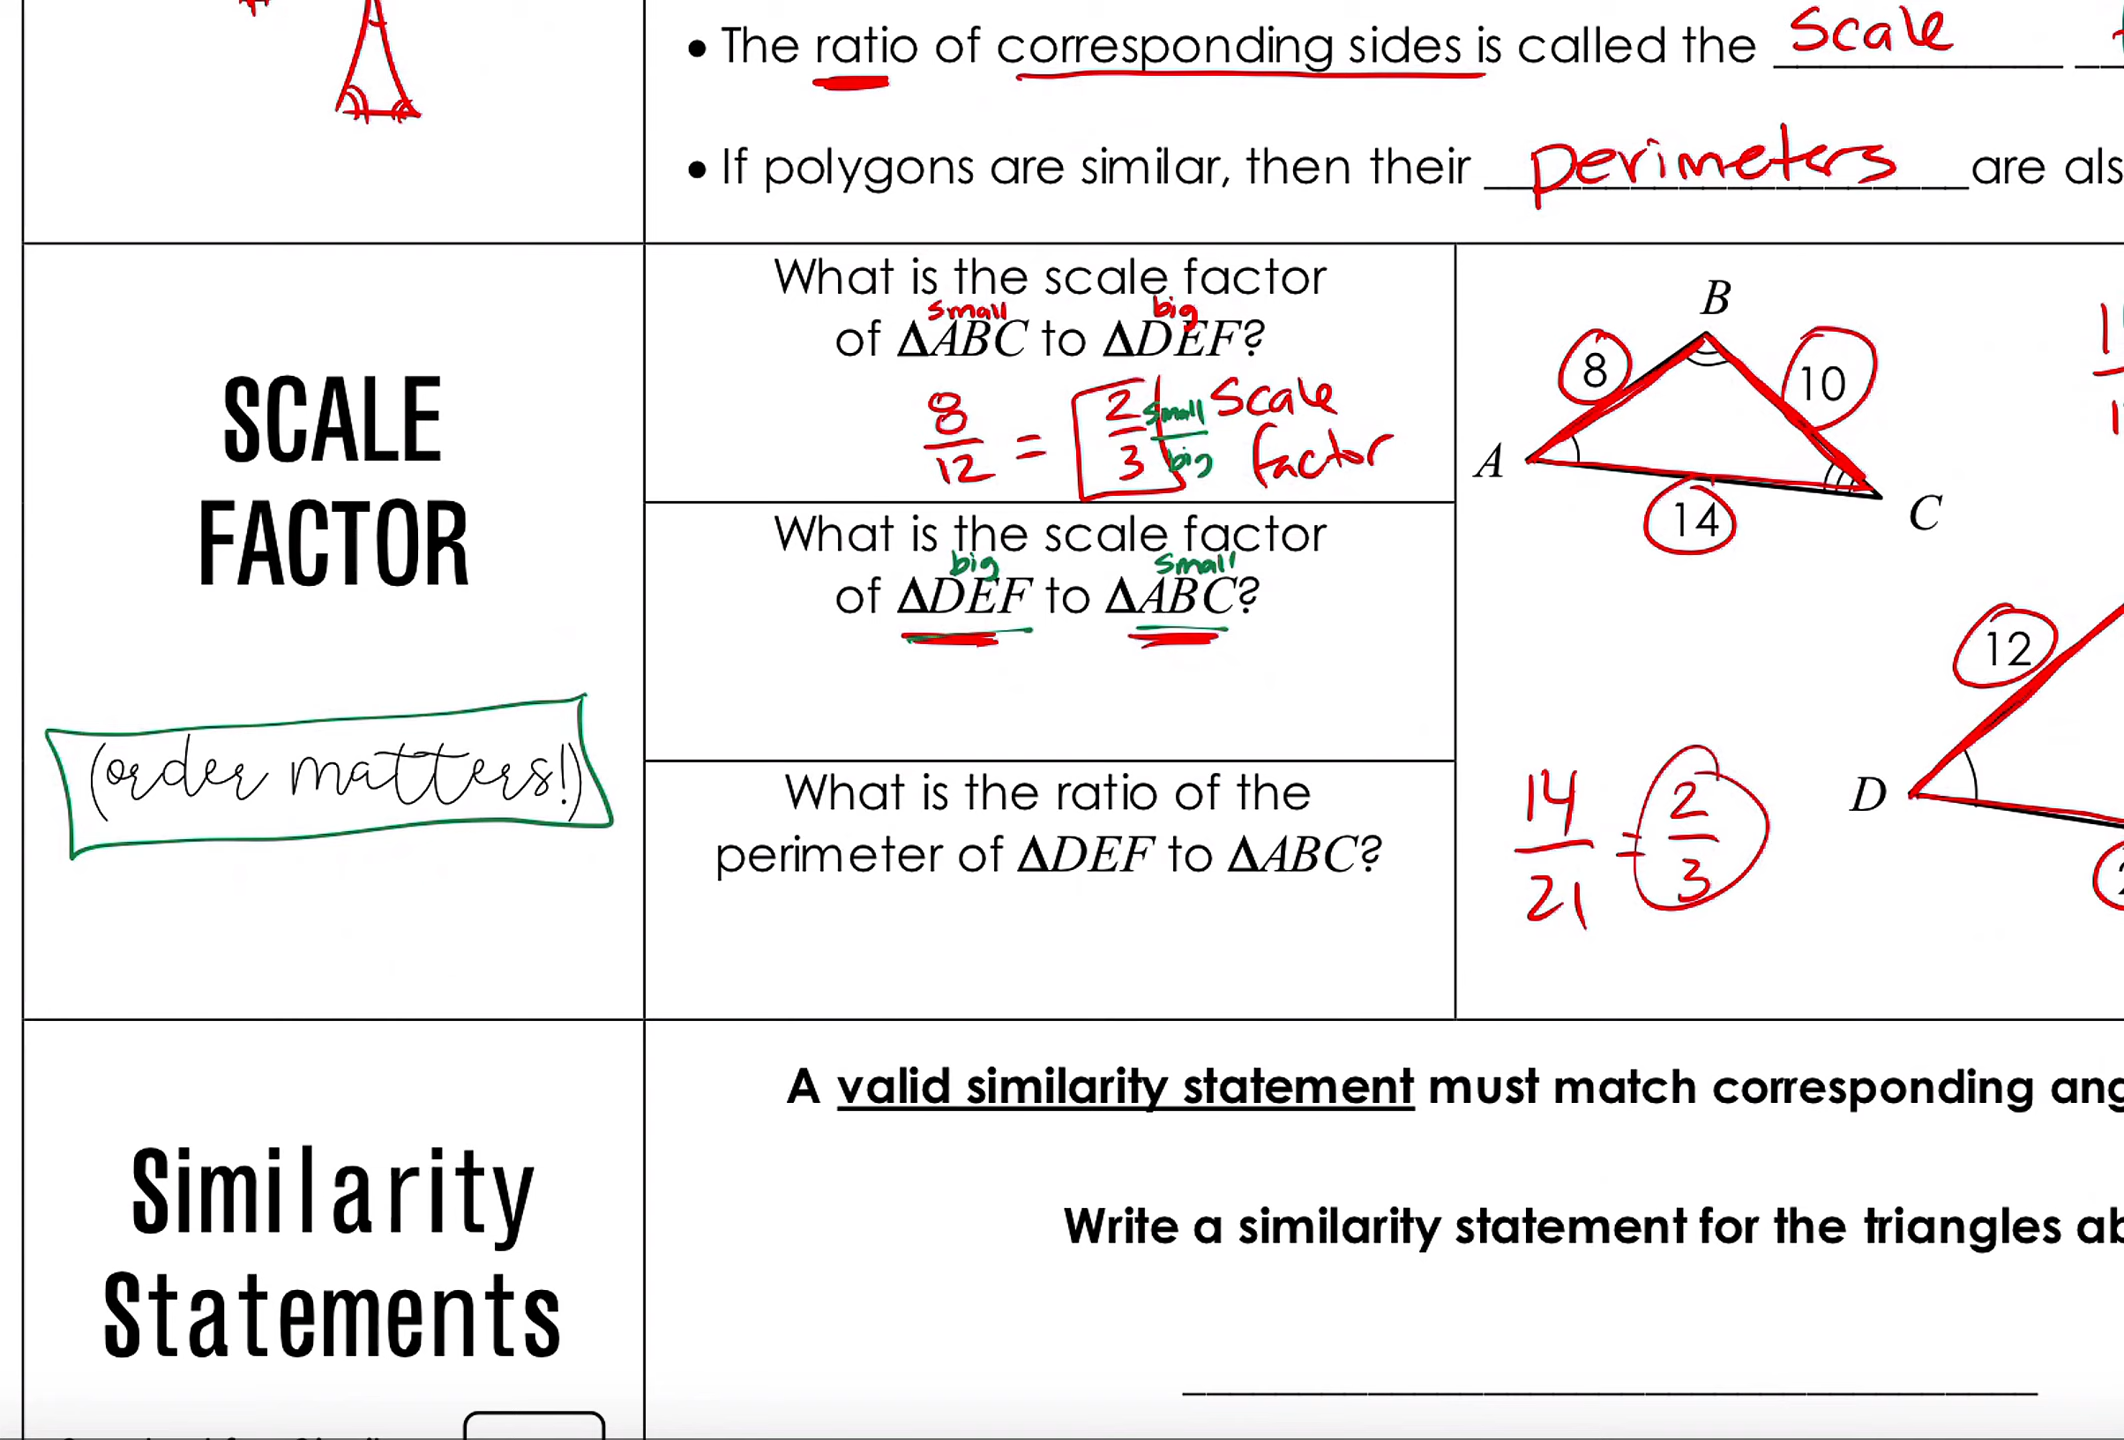 • The ratio of corresponding sides is called the scale
• If polygons are similar, then their perimeters are als
SCALE
FACTOR
(order matters!)
What is the scale factor
small big
of ΔABC to ΔDEF?
8/12 = 2/3 small/big scale factor
What is the scale factor
big small
of ΔDEF to ΔABC?
What is the ratio of the
perimeter of ΔDEF to ΔABC?
B
8
10
A
14
C
12
D
14/21 = 2/3
Similarity
Statements
A valid similarity statement must match corresponding ang
Write a similarity statement for the triangles ab